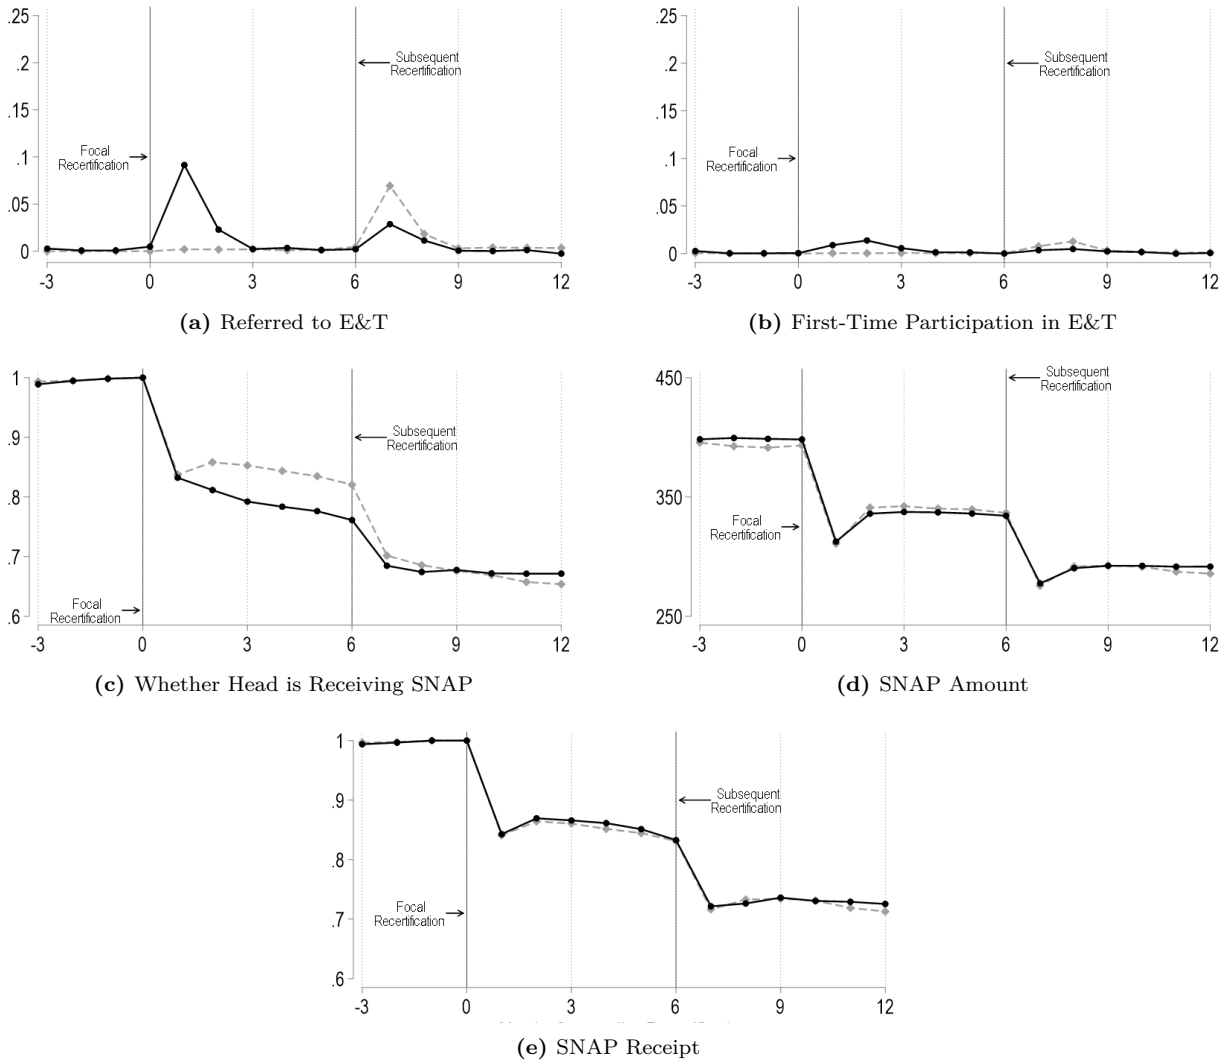 .25
.2
.1
.05
0
Subsequent
Recertification
Focal
Recertification
-3
0
3
6
9
12
(a) Referred to E&T
.25
.2
.1
.05
0
Subsequent
Recertification
Focal
Recertification
-3
0
3
6
9
12
(b) First-Time Participation in E&T
1
.9
.8
.7
.6
Subsequent
Recertification
Focal
Recertification
-3
0
3
6
9
12
(c) Whether Head is Receiving SNAP
450
350
250
Subsequent
Recertification
Focal
Recertification
-3
0
3
6
9
12
(d) SNAP Amount
1
.9
.8
.7
.6
Subsequent
Recertification
Focal
Recertification
-3
0
3
6
9
12
(e) SNAP Receipt